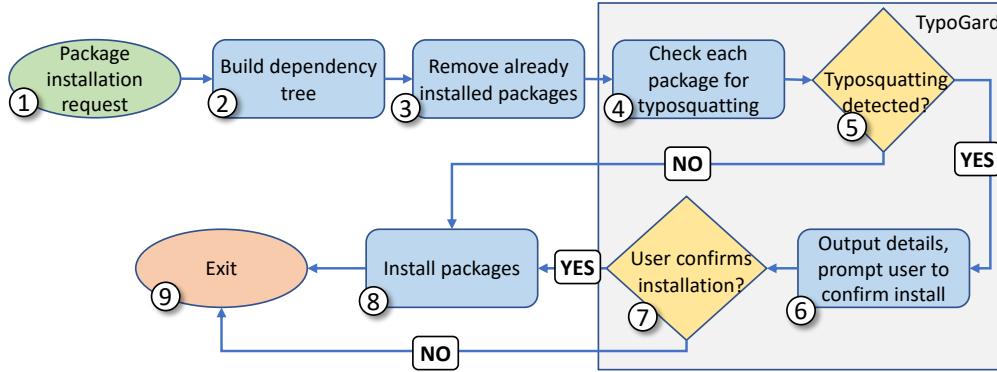 TypoGard
Package
installation
request
1
Build dependency
tree
2
Remove already
installed packages
3
Check each
package for
typosquatting
4
Typosquatting
detected?
5
YES
NO
Output details,
prompt user to
confirm install
6
User confirms
installation?
7
YES
Install packages
8
Exit
9
NO